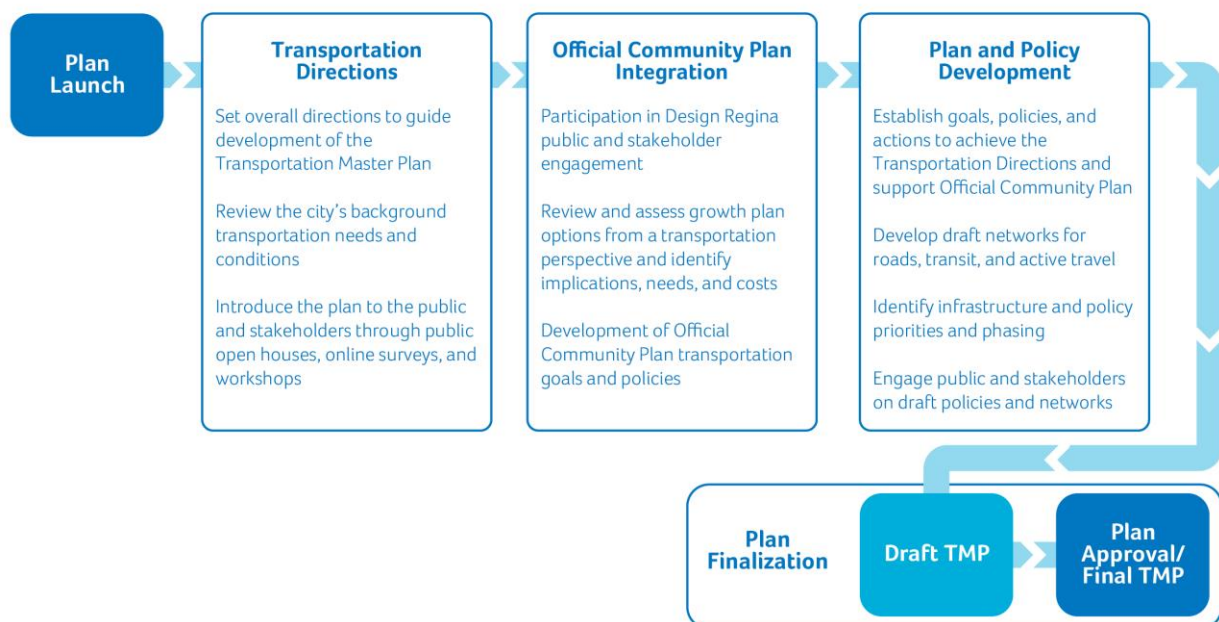 Plan
Launch
Transportation
Directions
Set overall directions to guide
development of the
Transportation Master Plan
Review the city's background
transportation needs and
conditions
Introduce the plan to the public
and stakeholders through public
open houses, online surveys, and
workshops
Official Community Plan
Integration
Participation in Design Regina
public and stakeholder
engagement
Review and assess growth plan
options from a transportation
perspective and identify
implications, needs, and costs
Development of Official
Community Plan transportation
goals and policies
Plan and Policy
Development
Establish goals, policies, and
actions to achieve the
Transportation Directions and
support Official Community Plan
Develop draft networks for
roads, transit, and active travel
Identify infrastructure and policy
priorities and phasing
Engage public and stakeholders
on draft policies and networks
Plan
Finalization
Draft TMP
Plan
Approval/
Final TMP